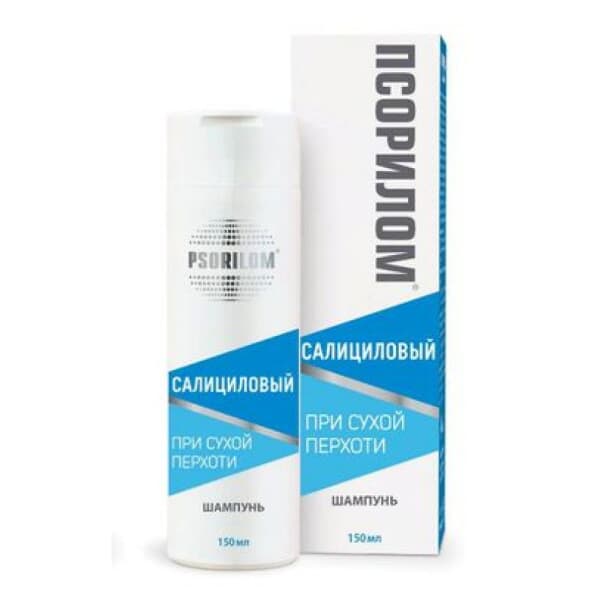 PSORILOM®
САЛИЦИЛОВЫЙ
ПРИ СУХОЙ
ПЕРХОТИ
ШАМПУНЬ
150 мл
ПСОРИЛОМ®
САЛИЦИЛОВЫЙ
ПРИ СУХОЙ
ПЕРХОТИ
ШАМПУНЬ
150 мл